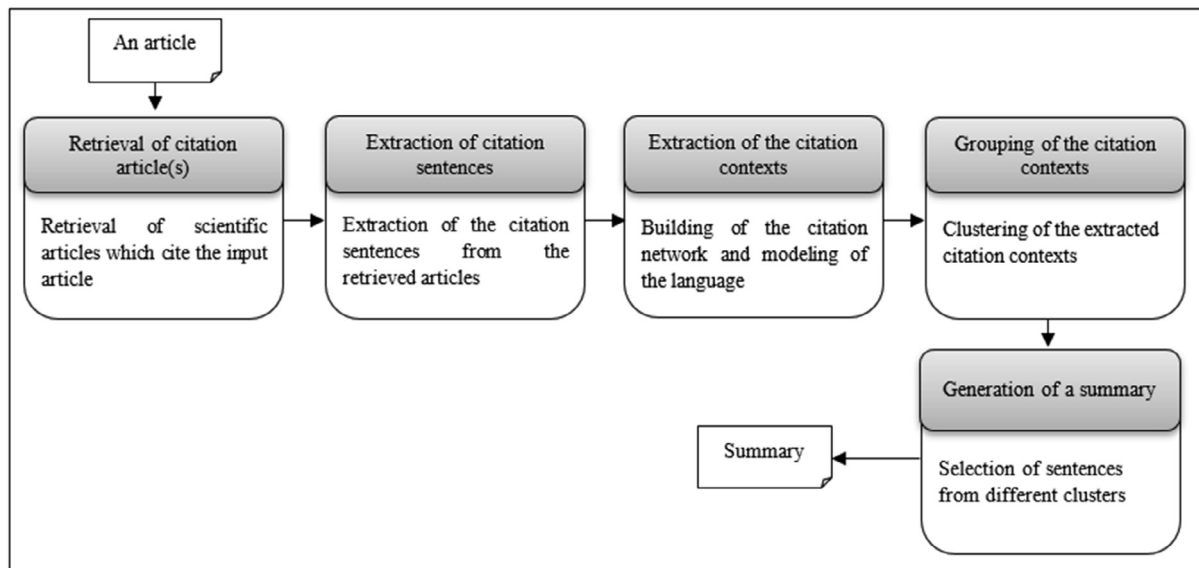 An article
Retrieval of citation
article(s)
Retrieval of scientific
articles which cite the input
article
Extraction of citation
sentences
Extraction of the citation
sentences from the
retrieved articles
Extraction of the citation
contexts
Building of the citation
network and modeling of
the language
Grouping of the citation
contexts
Clustering of the extracted
citation contexts
Generation of a summary
Selection of sentences
from different clusters
Summary